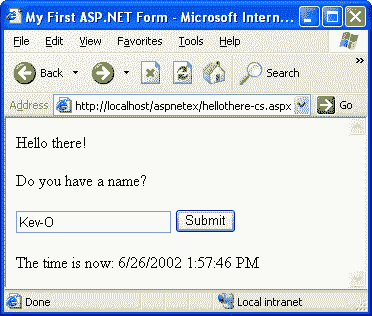 My First ASP.NET Form - Microsoft Intern...
File Edit View Favorites Tools Help
Back Search
Address http://localhost/aspnetex/hellothere-cs.aspx Go
Hello there!
Do you have a name?
Kev-O Submit
The time is now: 6/26/2002 1:57:46 PM
Done Local intranet